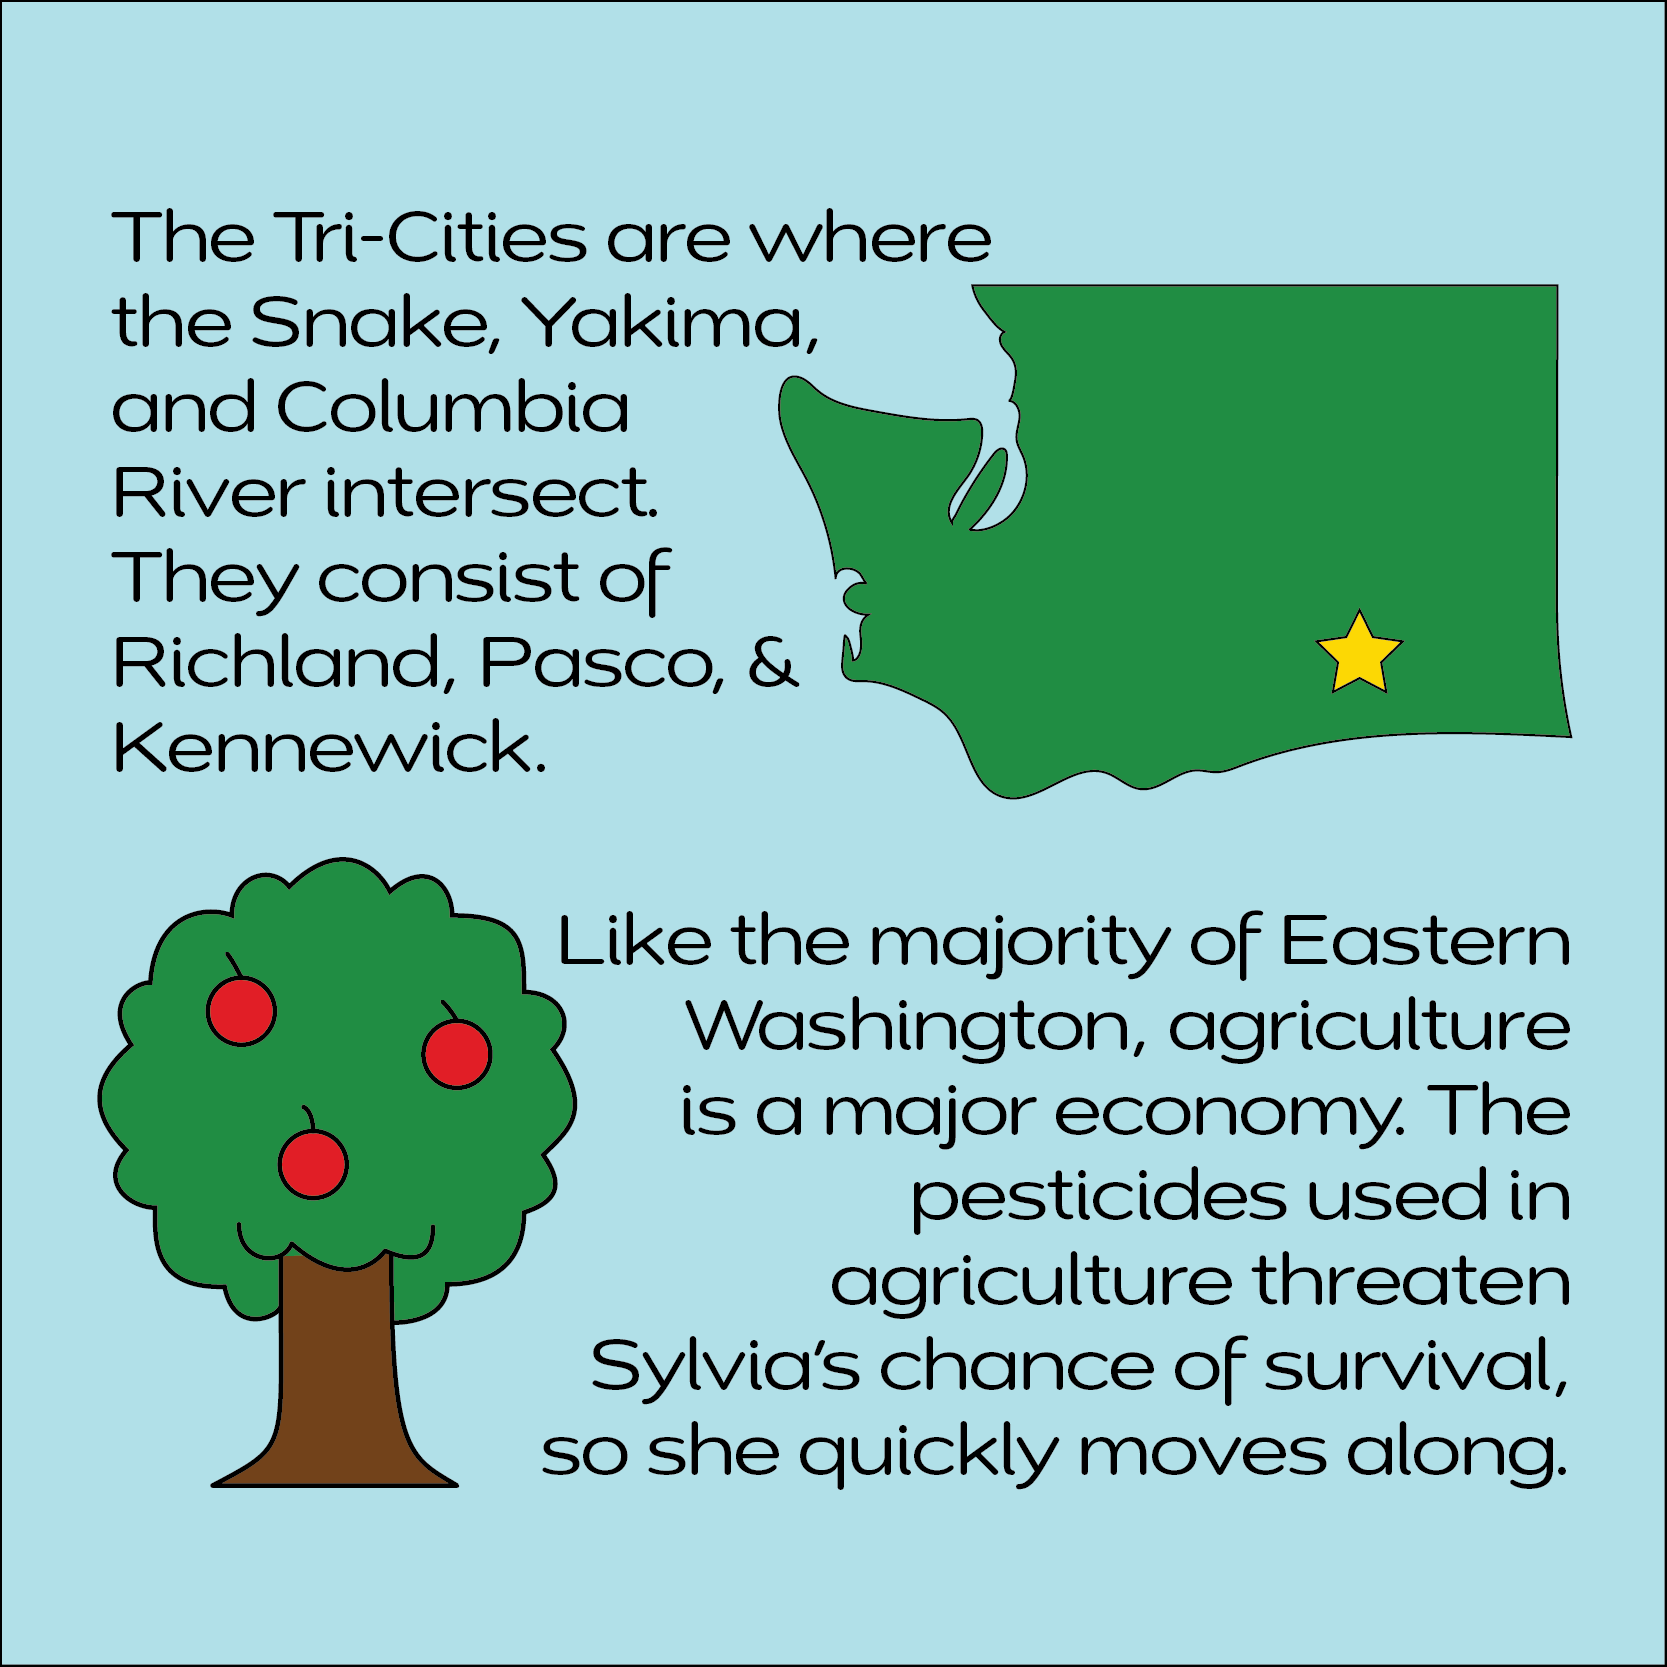 The Tri-Cities are where
the Snake, Yakima,
and Columbia
River intersect.
They consist of
Richland, Pasco, &
Kennewick.
Like the majority of Eastern
Washington, agriculture
is a major economy. The
pesticides used in
agriculture threaten
Sylvia's chance of survival,
so she quickly moves along.